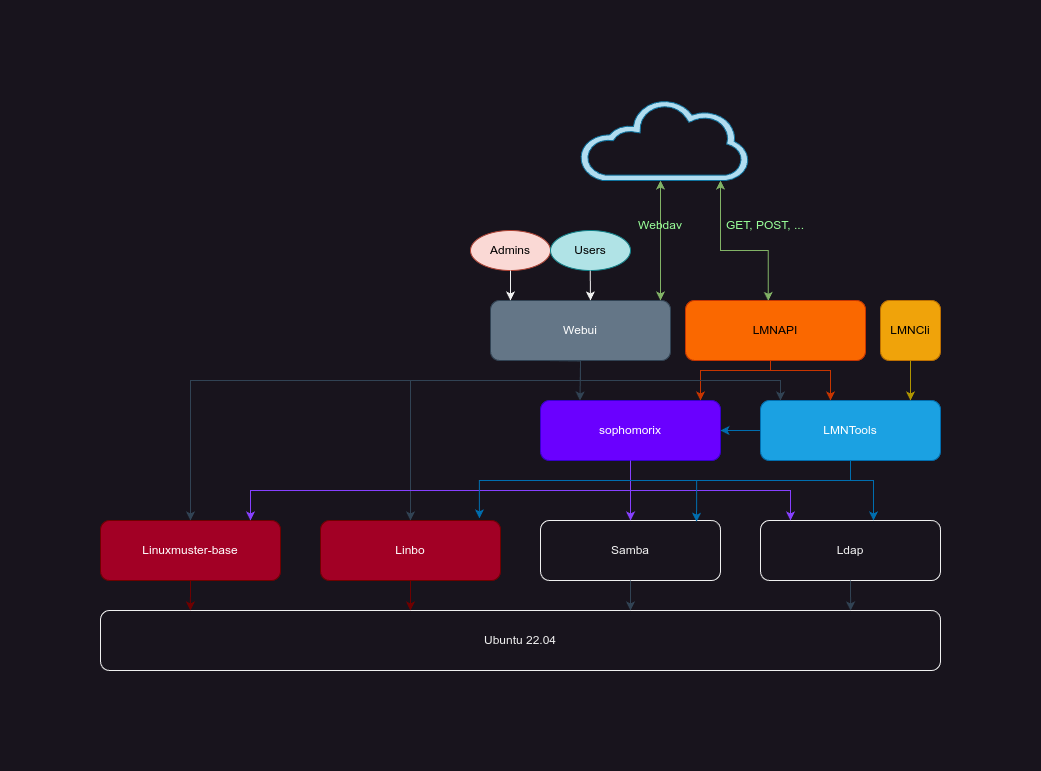 Webdav
GET, POST, ...
Admins
Users
Webui
LMNAPI
LMNCli
sophomorix
LMNTools
Linuxmuster-base
Linbo
Samba
Ldap
Ubuntu 22.04